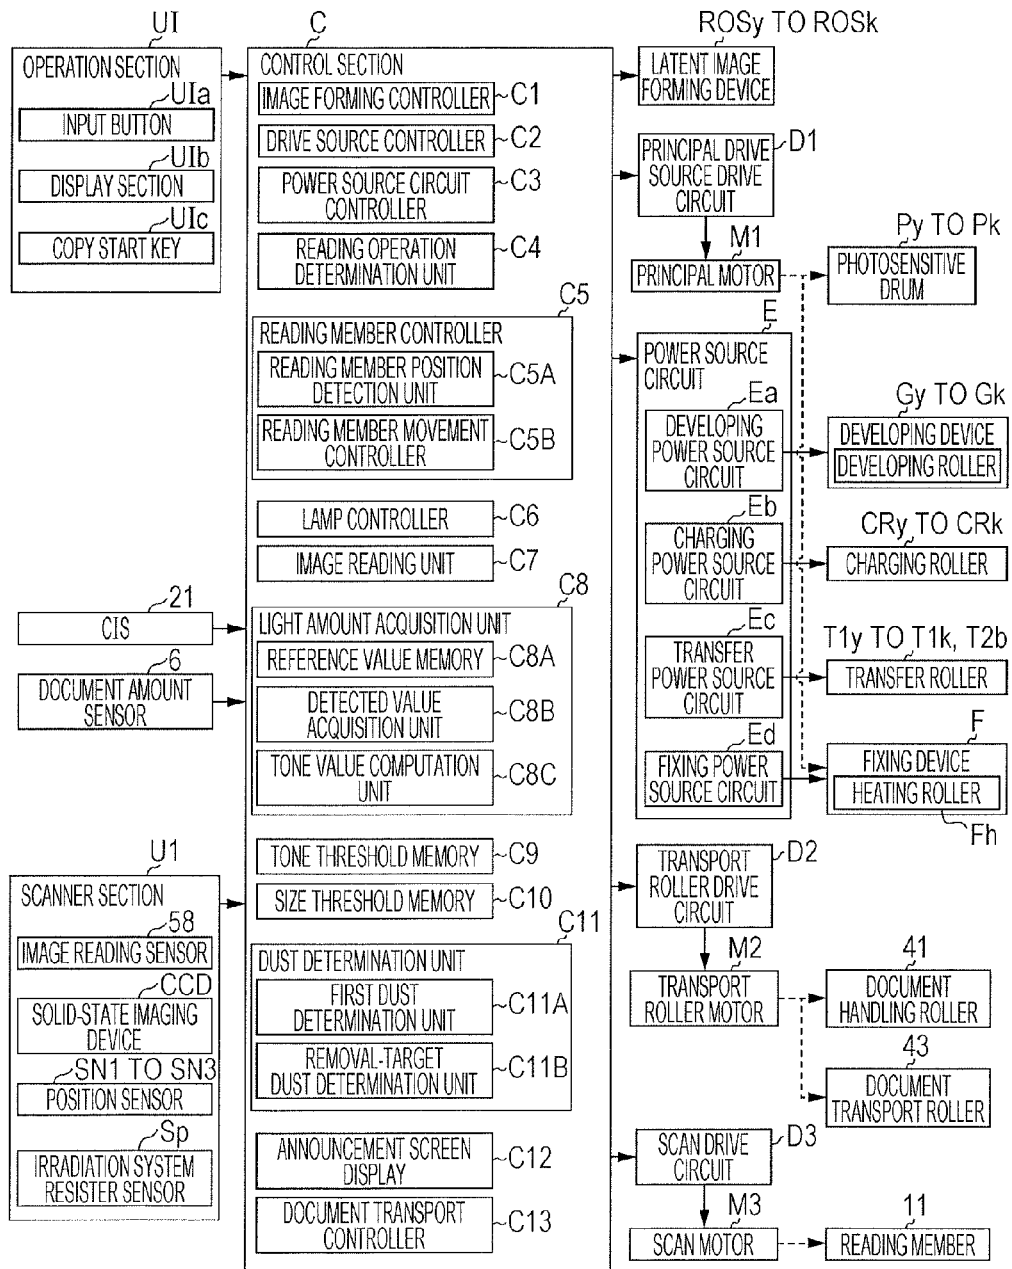 UI
OPERATION SECTION
UIa
INPUT BUTTON
UIb
DISPLAY SECTION
UIc
COPY START KEY
21
CIS
6
DOCUMENT AMOUNT
SENSOR
U1
SCANNER SECTION
58
IMAGE READING SENSOR
CCD
SOLID-STATE IMAGING
DEVICE
SN1 TO SN3
POSITION SENSOR
Sp
IRRADIATION SYSTEM
RESISTER SENSOR
C
CONTROL SECTION
IMAGE FORMING CONTROLLER
C1
DRIVE SOURCE CONTROLLER
C2
POWER SOURCE CIRCUIT
CONTROLLER
C3
READING OPERATION
DETERMINATION UNIT
C4
C5
READING MEMBER CONTROLLER
READING MEMBER POSITION
DETECTION UNIT
C5A
READING MEMBER MOVEMENT
CONTROLLER
C5B
LAMP CONTROLLER
C6
IMAGE READING UNIT
C7
C8
LIGHT AMOUNT ACQUISITION UNIT
REFERENCE VALUE MEMORY
C8A
DETECTED VALUE
ACQUISITION UNIT
C8B
TONE VALUE COMPUTATION
UNIT
C8C
TONE THRESHOLD MEMORY
C9
SIZE THRESHOLD MEMORY
C10
C11
DUST DETERMINATION UNIT
FIRST DUST
DETERMINATION UNIT
C11A
REMOVAL-TARGET
DUST DETERMINATION UNIT
C11B
ANNOUNCEMENT SCREEN
DISPLAY
C12
DOCUMENT TRANSPORT
CONTROLLER
C13
ROSy TO ROSk
LATENT IMAGE
FORMING DEVICE
D1
PRINCIPAL DRIVE
SOURCE DRIVE
CIRCUIT
M1
PRINCIPAL MOTOR
Py TO Pk
PHOTOSENSITIVE
DRUM
E
POWER SOURCE
CIRCUIT
Ea
DEVELOPING
POWER SOURCE
CIRCUIT
Gy TO Gk
DEVELOPING DEVICE
DEVELOPING ROLLER
Eb
CHARGING
POWER SOURCE
CIRCUIT
CRy TO CRk
CHARGING ROLLER
Ec
TRANSFER
POWER SOURCE
CIRCUIT
T1y TO T1k, T2b
TRANSFER ROLLER
Ed
FIXING POWER
SOURCE CIRCUIT
F
FIXING DEVICE
HEATING ROLLER
Fh
D2
TRANSPORT
ROLLER DRIVE
CIRCUIT
M2
TRANSPORT
ROLLER MOTOR
41
DOCUMENT
HANDLING ROLLER
43
DOCUMENT
TRANSPORT ROLLER
D3
SCAN DRIVE
CIRCUIT
M3
SCAN MOTOR
11
READING MEMBER